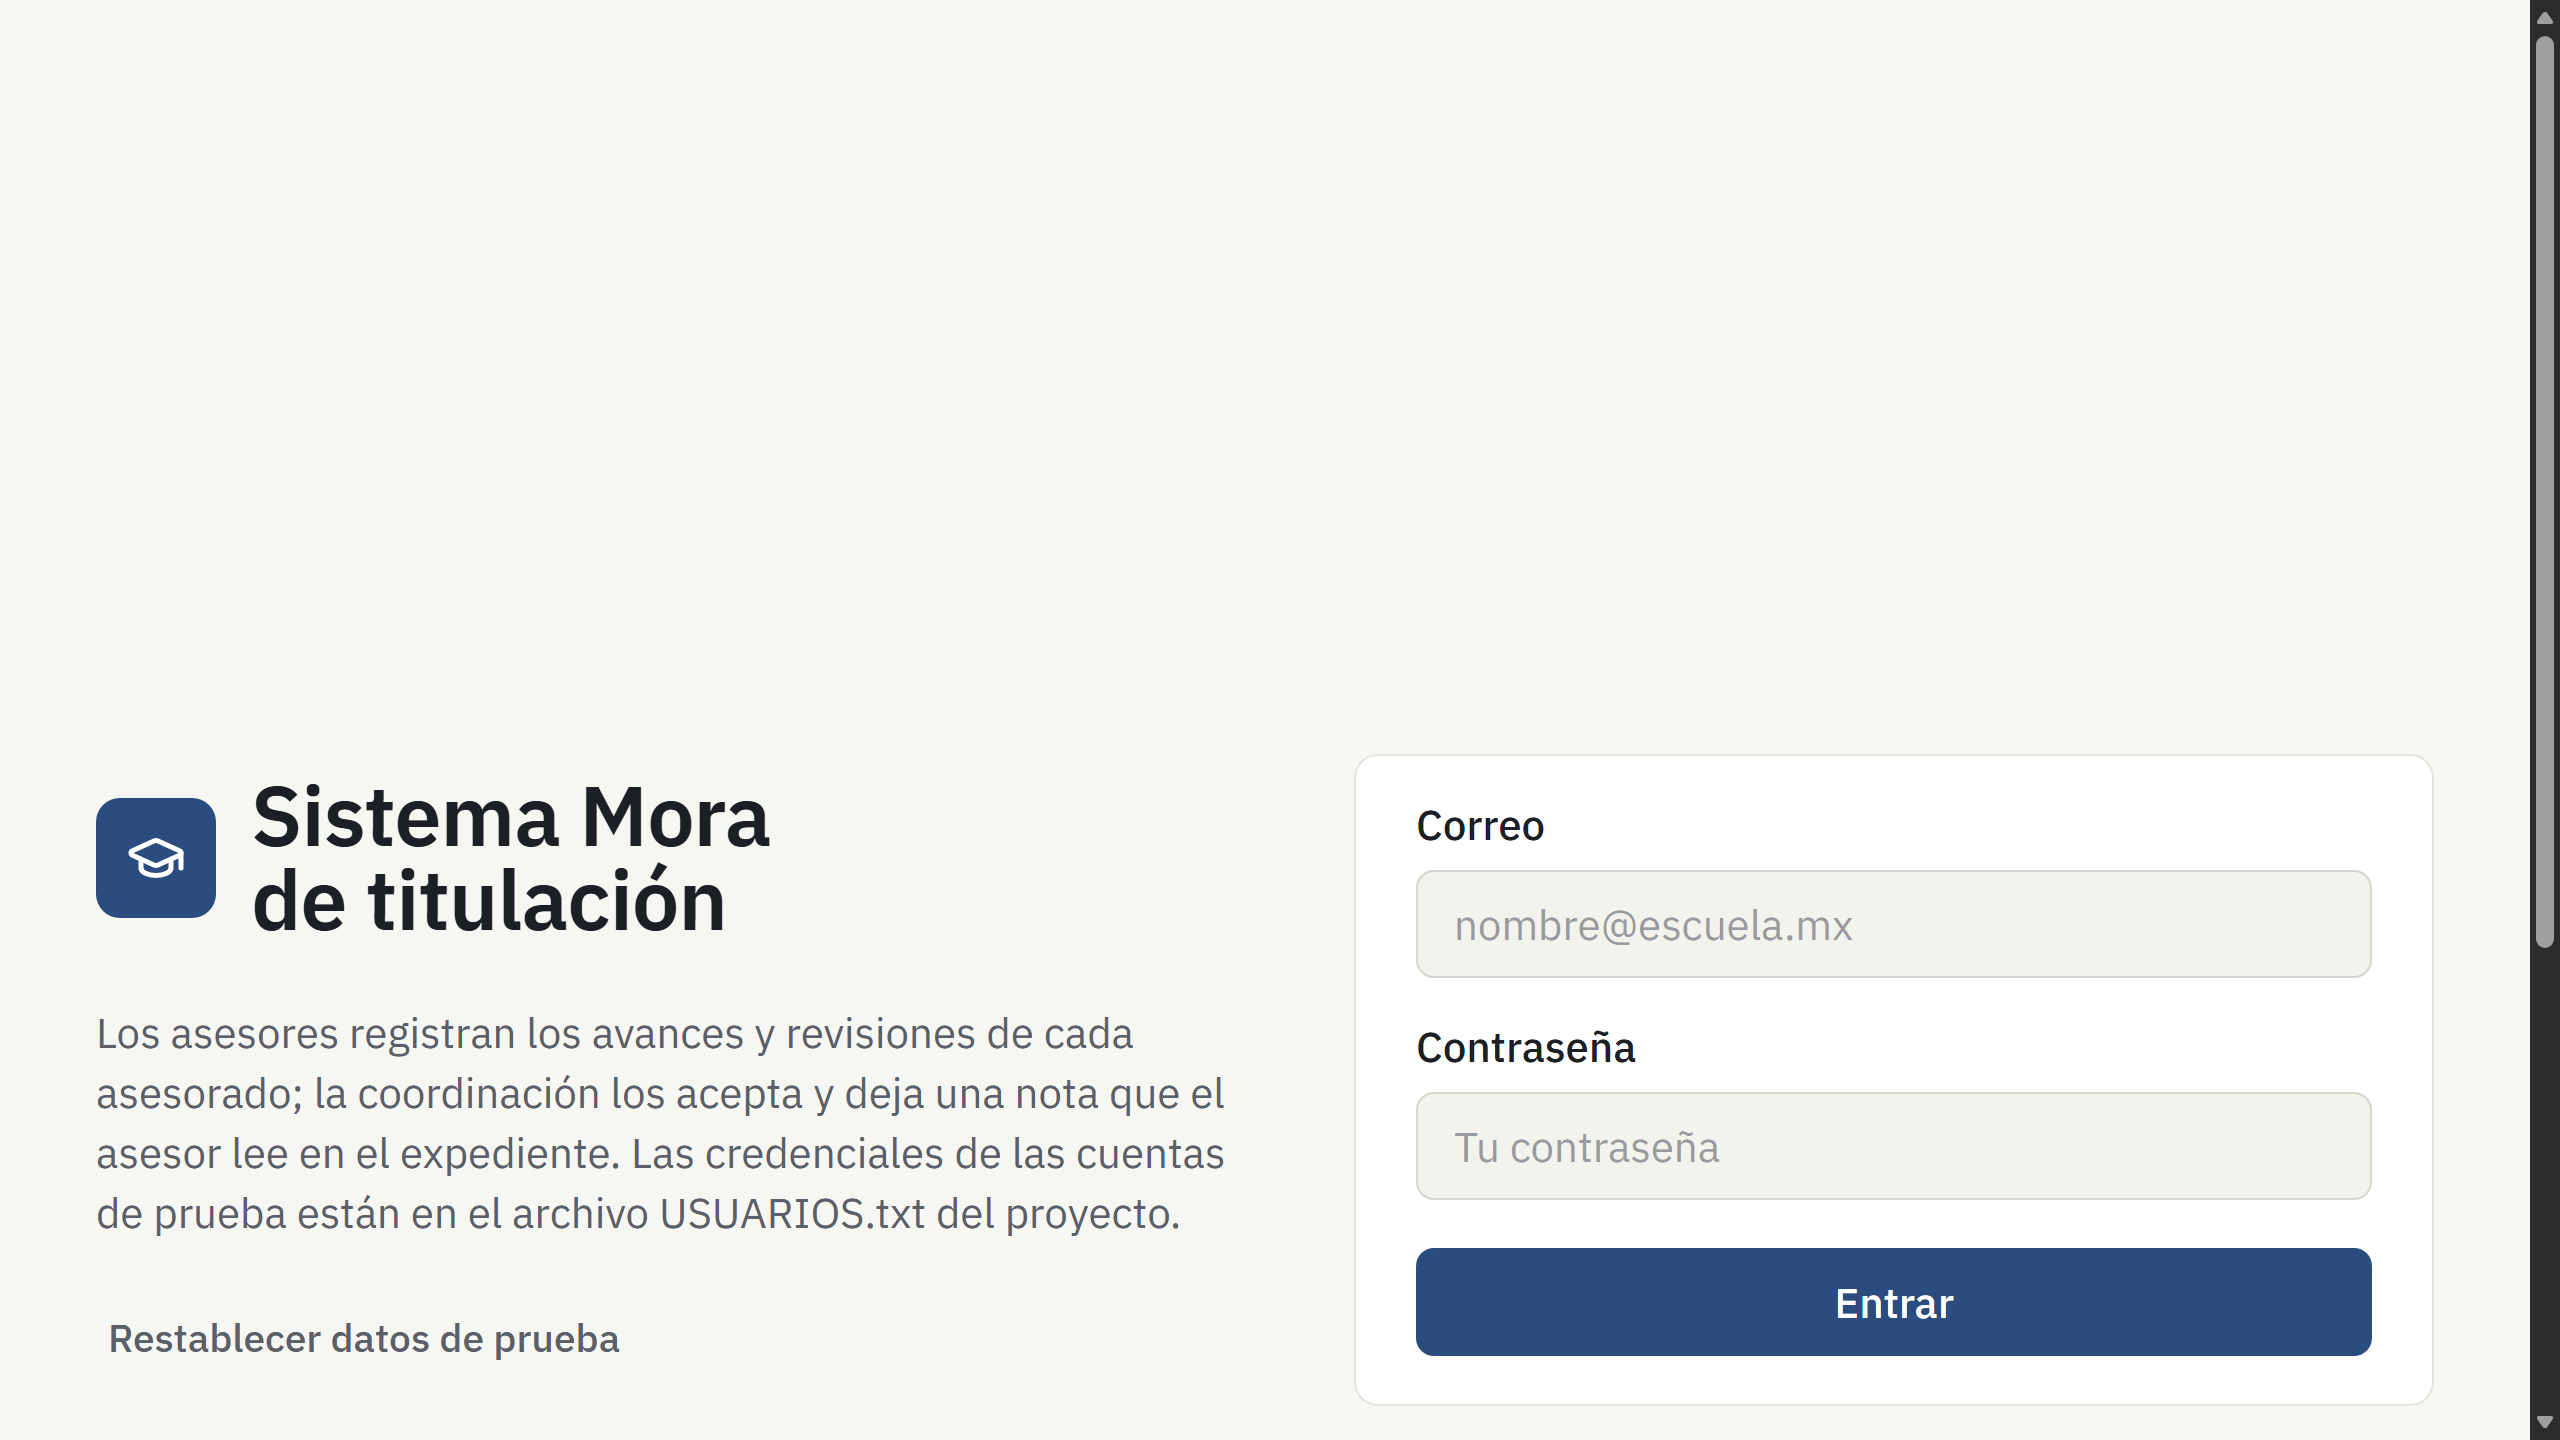 Sistema Mora
de titulación
Los asesores registran los avances y revisiones de cada
asesorado; la coordinación los acepta y deja una nota que el
asesor lee en el expediente. Las credenciales de las cuentas
de prueba están en el archivo USUARIOS.txt del proyecto.
Restablecer datos de prueba
Correo
nombre@escuela.mx
Contraseña
Tu contraseña
Entrar